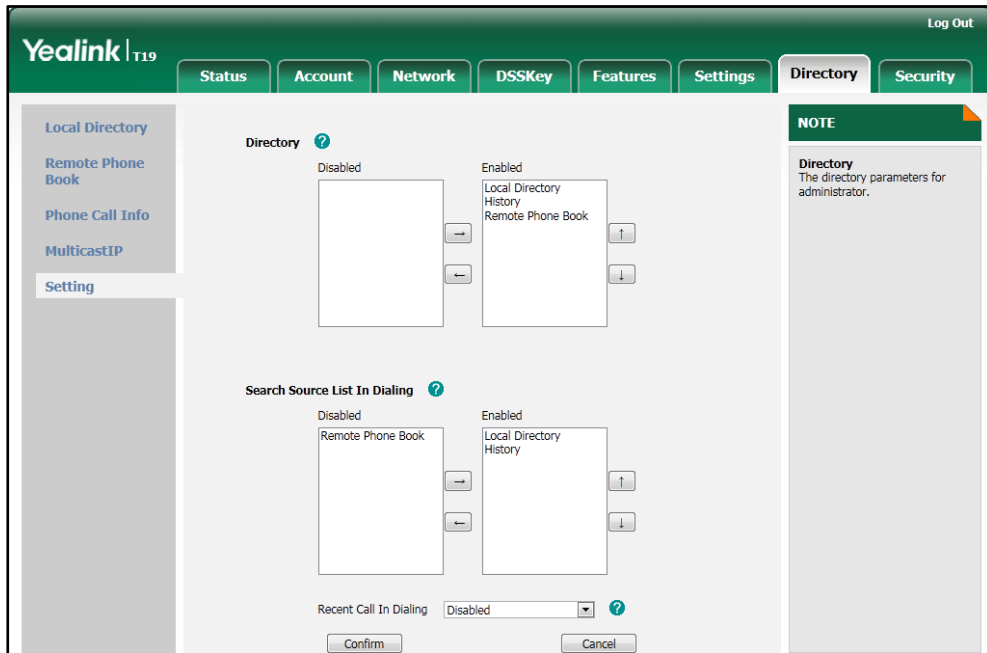 Log Out
Yealink T19
Status Account Network DSSKey Features Settings Directory Security
Local Directory
Remote Phone
Book
Phone Call Info
MulticastIP
Setting
Directory ?
Disabled Enabled
Local Directory
History
Remote Phone Book
→ ↑
← ↓
Search Source List In Dialing ?
Disabled Enabled
Remote Phone Book
Local Directory
History
→ ↑
← ↓
Recent Call In Dialing Disabled ?
Confirm Cancel
NOTE
Directory
The directory parameters for
administrator.